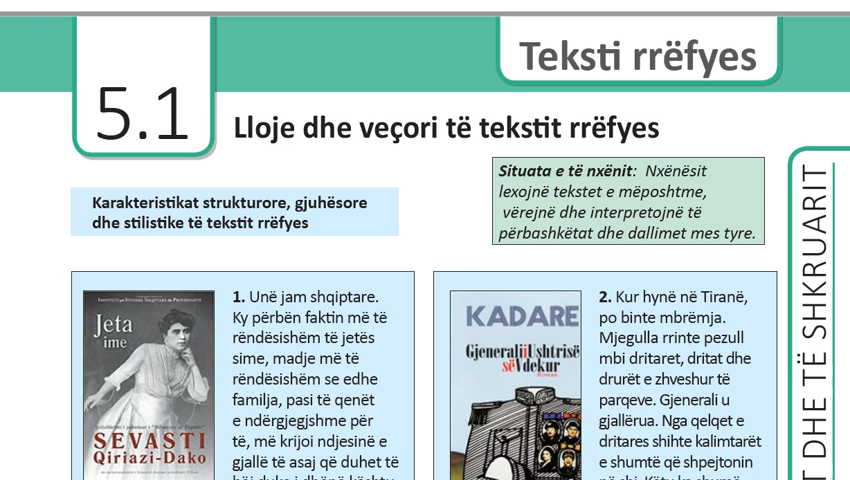 Teksti rrëfyes
5.1
Lloje dhe veçori të tekstit rrëfyes
Situata e të nxënit: Nxënësit
lexojnë tekstet e mëposhtme,
vërejnë dhe interpretojnë të
përbashkëtat dhe dallimet mes tyre.
Karakteristikat strukturore, gjuhësore
dhe stilistike të tekstit rrëfyes
Jeta
ime
SEVASTI
Qiriazi-Dako
1. Unë jam shqiptare.
Ky përbën faktin më të
rëndësishëm të jetës
sime, madje më të
rëndësishëm se edhe
familja, pasi të qenët
e ndërgjegjshme për
të, më krijoi ndjesinë e
gjallë të asaj që duhet të
KADARE
Gjenerali i Ushtrisë
së Vdekur
2. Kur hynë në Tiranë,
po binte mbrëmja.
Mjegulla rrinte pezull
mbi dritaret, dritat dhe
drurët e zhveshur të
parqeve. Gjenerali u
gjallërua. Nga qelqet e
dritares shihte kalimtarët
e shumtë që shpejtonin
T DHE TË SHKRUARIT